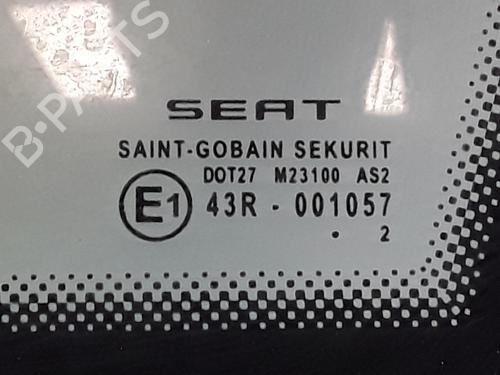 SEAT
SAINT-GOBAIN SEKURIT
DOT27 M23100 AS2
E1 43R - 001057
. 2
B-PARTS